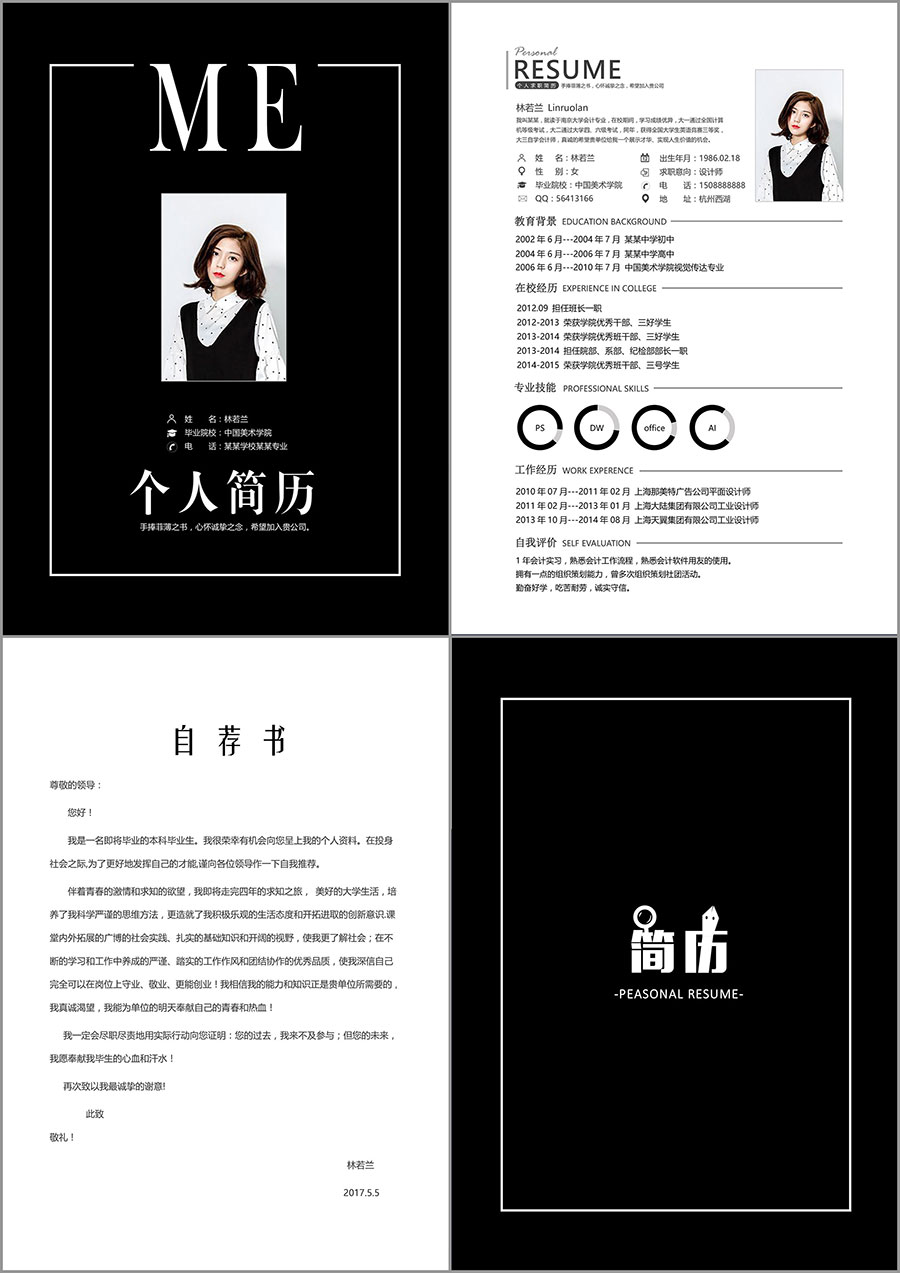 ME
姓 名：林若兰
毕业院校：中国美术学院
电 话：某某学校某某专业
个人简历
手捧菲薄之书，心怀诚挚之念，希望加入贵公司。
Personal
RESUME
个人求职简历 手捧菲薄之书，心怀诚挚之念，希望加入贵公司
林若兰 Linruolan
我叫某某，就读于南京大学会计专业，在校期间，学习成绩优异，大一通过全国计算
机等级考试，大二通过大学四、六级考试，同年，获得全国大学生英语竞赛三等奖，
大三自学会计师，真诚的希望贵单位给我一个展示才华、实现人生价值的机会。
姓 名：林若兰 出生年月：1986.02.18
性 别：女 求职意向：设计师
毕业院校：中国美术学院 电 话：1508888888
QQ：56413166 地 址：杭州西湖
教育背景 EDUCATION BACKGROUND
2002 年 6 月---2004 年 7 月 某某中学初中
2004 年 6 月---2006 年 7 月 某某中学高中
2006 年 6 月---2010 年 7 月 中国美术学院视觉传达专业
在校经历 EXPERIENCE IN COLLEGE
2012.09 担任班长一职
2012-2013 荣获学院优秀干部、三好学生
2013-2014 荣获学院优秀班干部、三好学生
2013-2014 担任院部、系部、纪检部部长一职
2014-2015 荣获学院优秀班干部、三号学生
专业技能 PROFESSIONAL SKILLS
PS DW office AI
工作经历 WORK EXPERENCE
2010 年 07 月---2011 年 02 月 上海那美特广告公司平面设计师
2011 年 02 月---2013 年 01 月 上海大陆集团有限公司工业设计师
2013 年 10 月---2014 年 08 月 上海天翼集团有限公司工业设计师
自我评价 SELF EVALUATION
1 年会计实习，熟悉会计工作流程，熟悉会计软件用友的使用。
拥有一点的组织策划能力，曾多次组织策划社团活动。
勤奋好学，吃苦耐劳，诚实守信。
自荐书
尊敬的领导：
您好！
我是一名即将毕业的本科毕业生。我很荣幸有机会向您呈上我的个人资料。在投身
社会之际,为了更好地发挥自己的才能,谨向各位领导作一下自我推荐。
伴着青春的激情和求知的欲望，我即将走完四年的求知之旅， 美好的大学生活，培
养了我科学严谨的思维方法，更造就了我积极乐观的生活态度和开拓进取的创新意识.课
堂内外拓展的广博的社会实践、扎实的基础知识和开阔的视野，使我更了解社会；在不
断的学习和工作中养成的严谨、踏实的工作作风和团结协作的优秀品质，使我深信自己
完全可以在岗位上守业、敬业、更能创业！我相信我的能力和知识正是贵单位所需要的，
我真诚渴望，我能为单位的明天奉献自己的青春和热血！
我一定会尽职尽责地用实际行动向您证明：您的过去，我来不及参与；但您的未来，
我愿奉献我毕生的心血和汗水！
再次致以我最诚挚的谢意!
此致
敬礼！
林若兰
2017.5.5
简历
-PEASONAL RESUME-